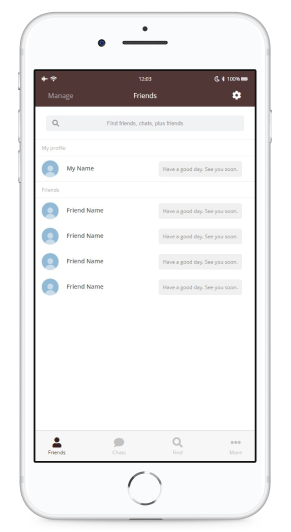 12:03 100%
Manage Friends
Find friends, chats, plus friends
My profile
My Name Have a good day. See you soon.
Friends
Friend Name Have a good day. See you soon.
Friend Name Have a good day. See you soon.
Friend Name Have a good day. See you soon.
Friend Name Have a good day. See you soon.
Friends Chats Find More